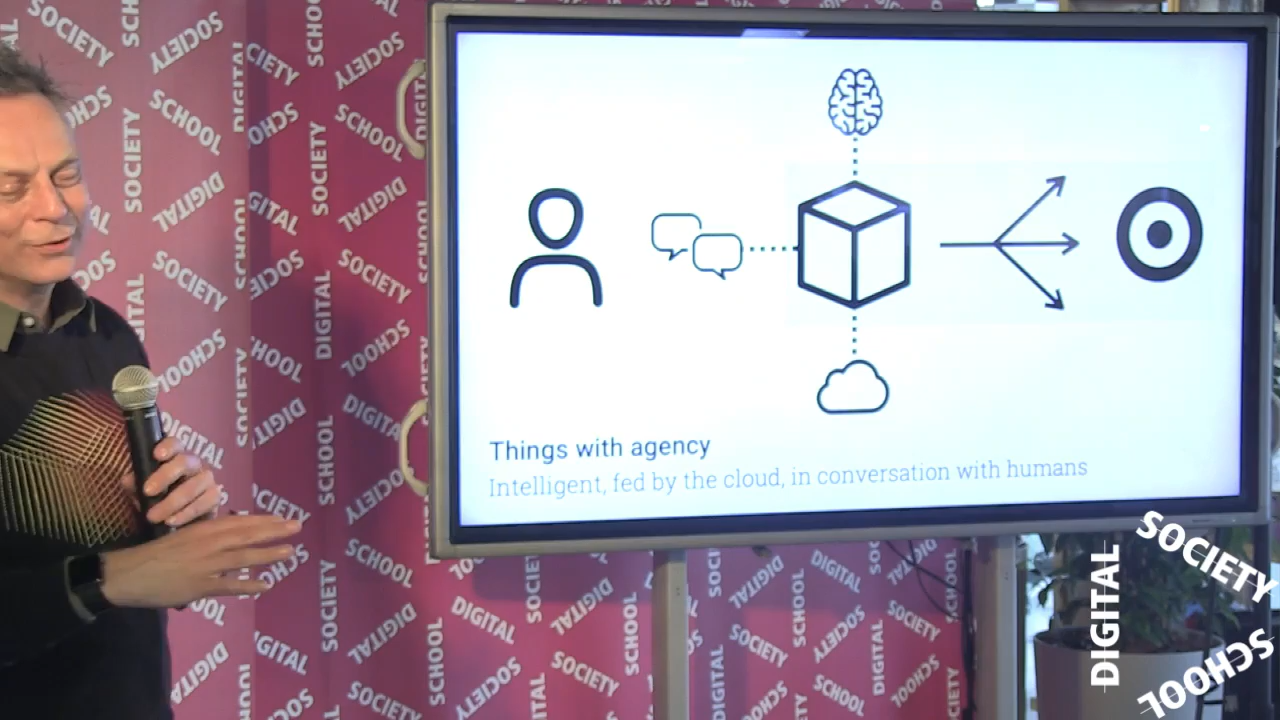 Things with agency
Intelligent, fed by the cloud, in conversation with humans
DIGITAL
SOCIETY
SCHOOL